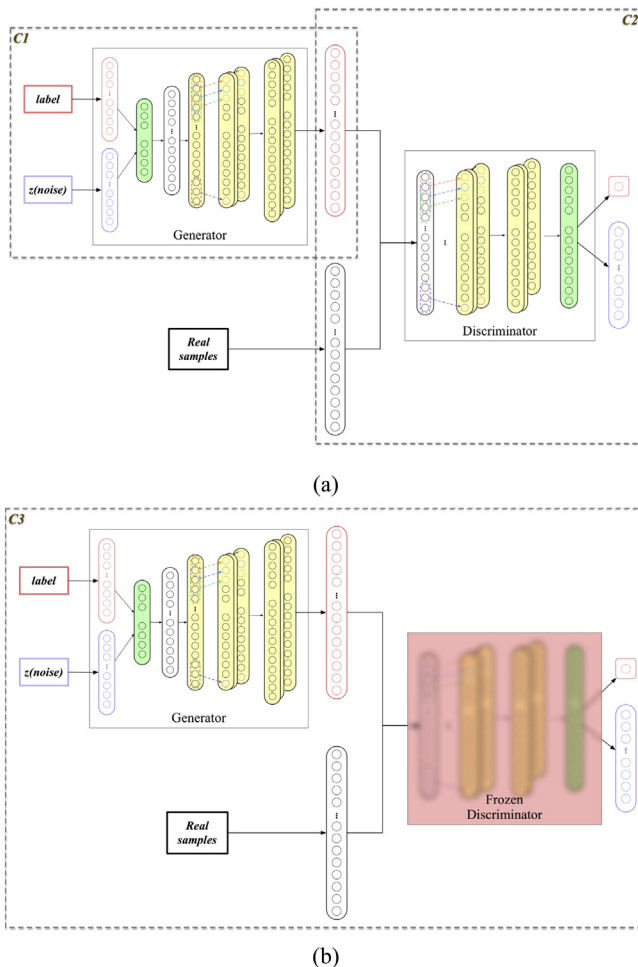 C1
C2
label
z(noise)
Generator
Real
samples
Discriminator
(a)
C3
label
z(noise)
Generator
Real
samples
Frozen
Discriminator
(b)